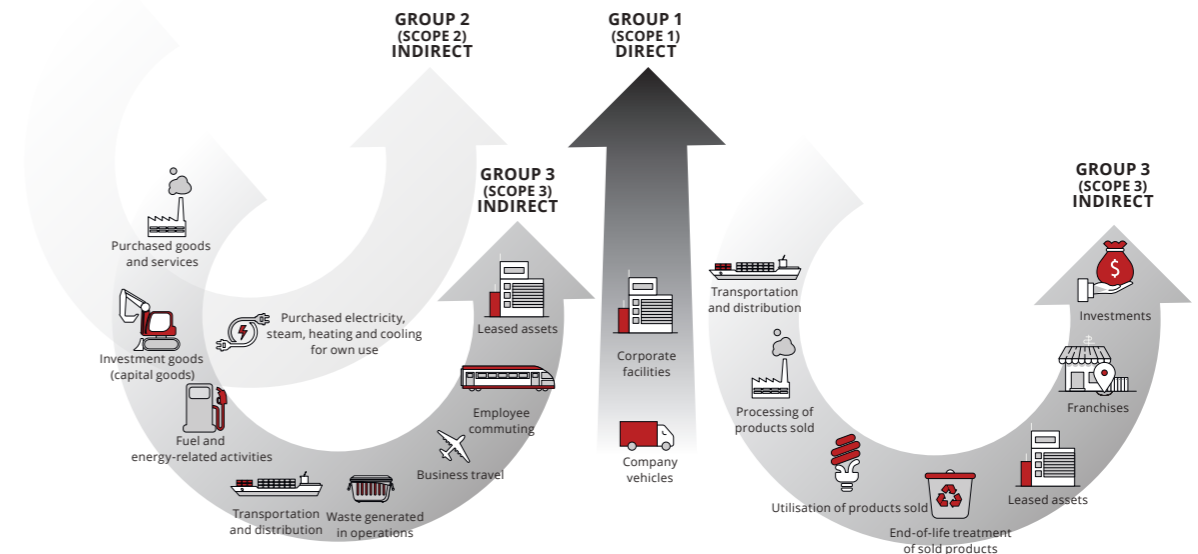 GROUP 2
(SCOPE 2)
INDIRECT
GROUP 1
(SCOPE 1)
DIRECT
GROUP 3
(SCOPE 3)
INDIRECT
GROUP 3
(SCOPE 3)
INDIRECT
Purchased goods
and services
Investment goods
(capital goods)
Purchased electricity,
steam, heating and cooling
for own use
Fuel and
energy-related activities
Transportation
and distribution
Waste generated
in operations
Business travel
Employee
commuting
Leased assets
Corporate
facilities
Company
vehicles
Transportation
and distribution
Processing of
products sold
Utilisation of products sold
End-of-life treatment
of sold products
Leased assets
Franchises
$
Investments